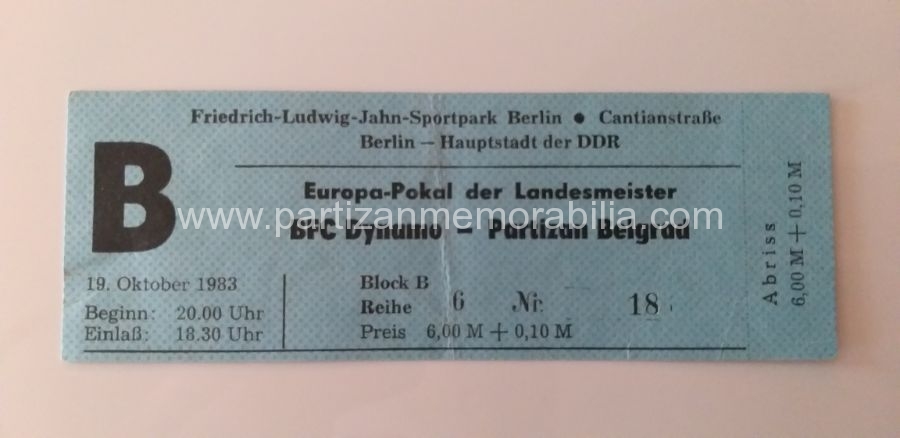 Friedrich-Ludwig-Jahn-Sportpark Berlin • Cantianstraße
Berlin — Hauptstadt der DDR
B
Europa-Pokal der Landesmeister
www.partizanmemorabilia.com
BFC Dynamo — Partizan Belgrad
19. Oktober 1983
Beginn: 20.00 Uhr
Einlaß: 18.30 Uhr
Block B
Reihe 6 Nr. 18
Preis 6,00 M + 0,10 M
Abriss
6,00 M + 0,10 M